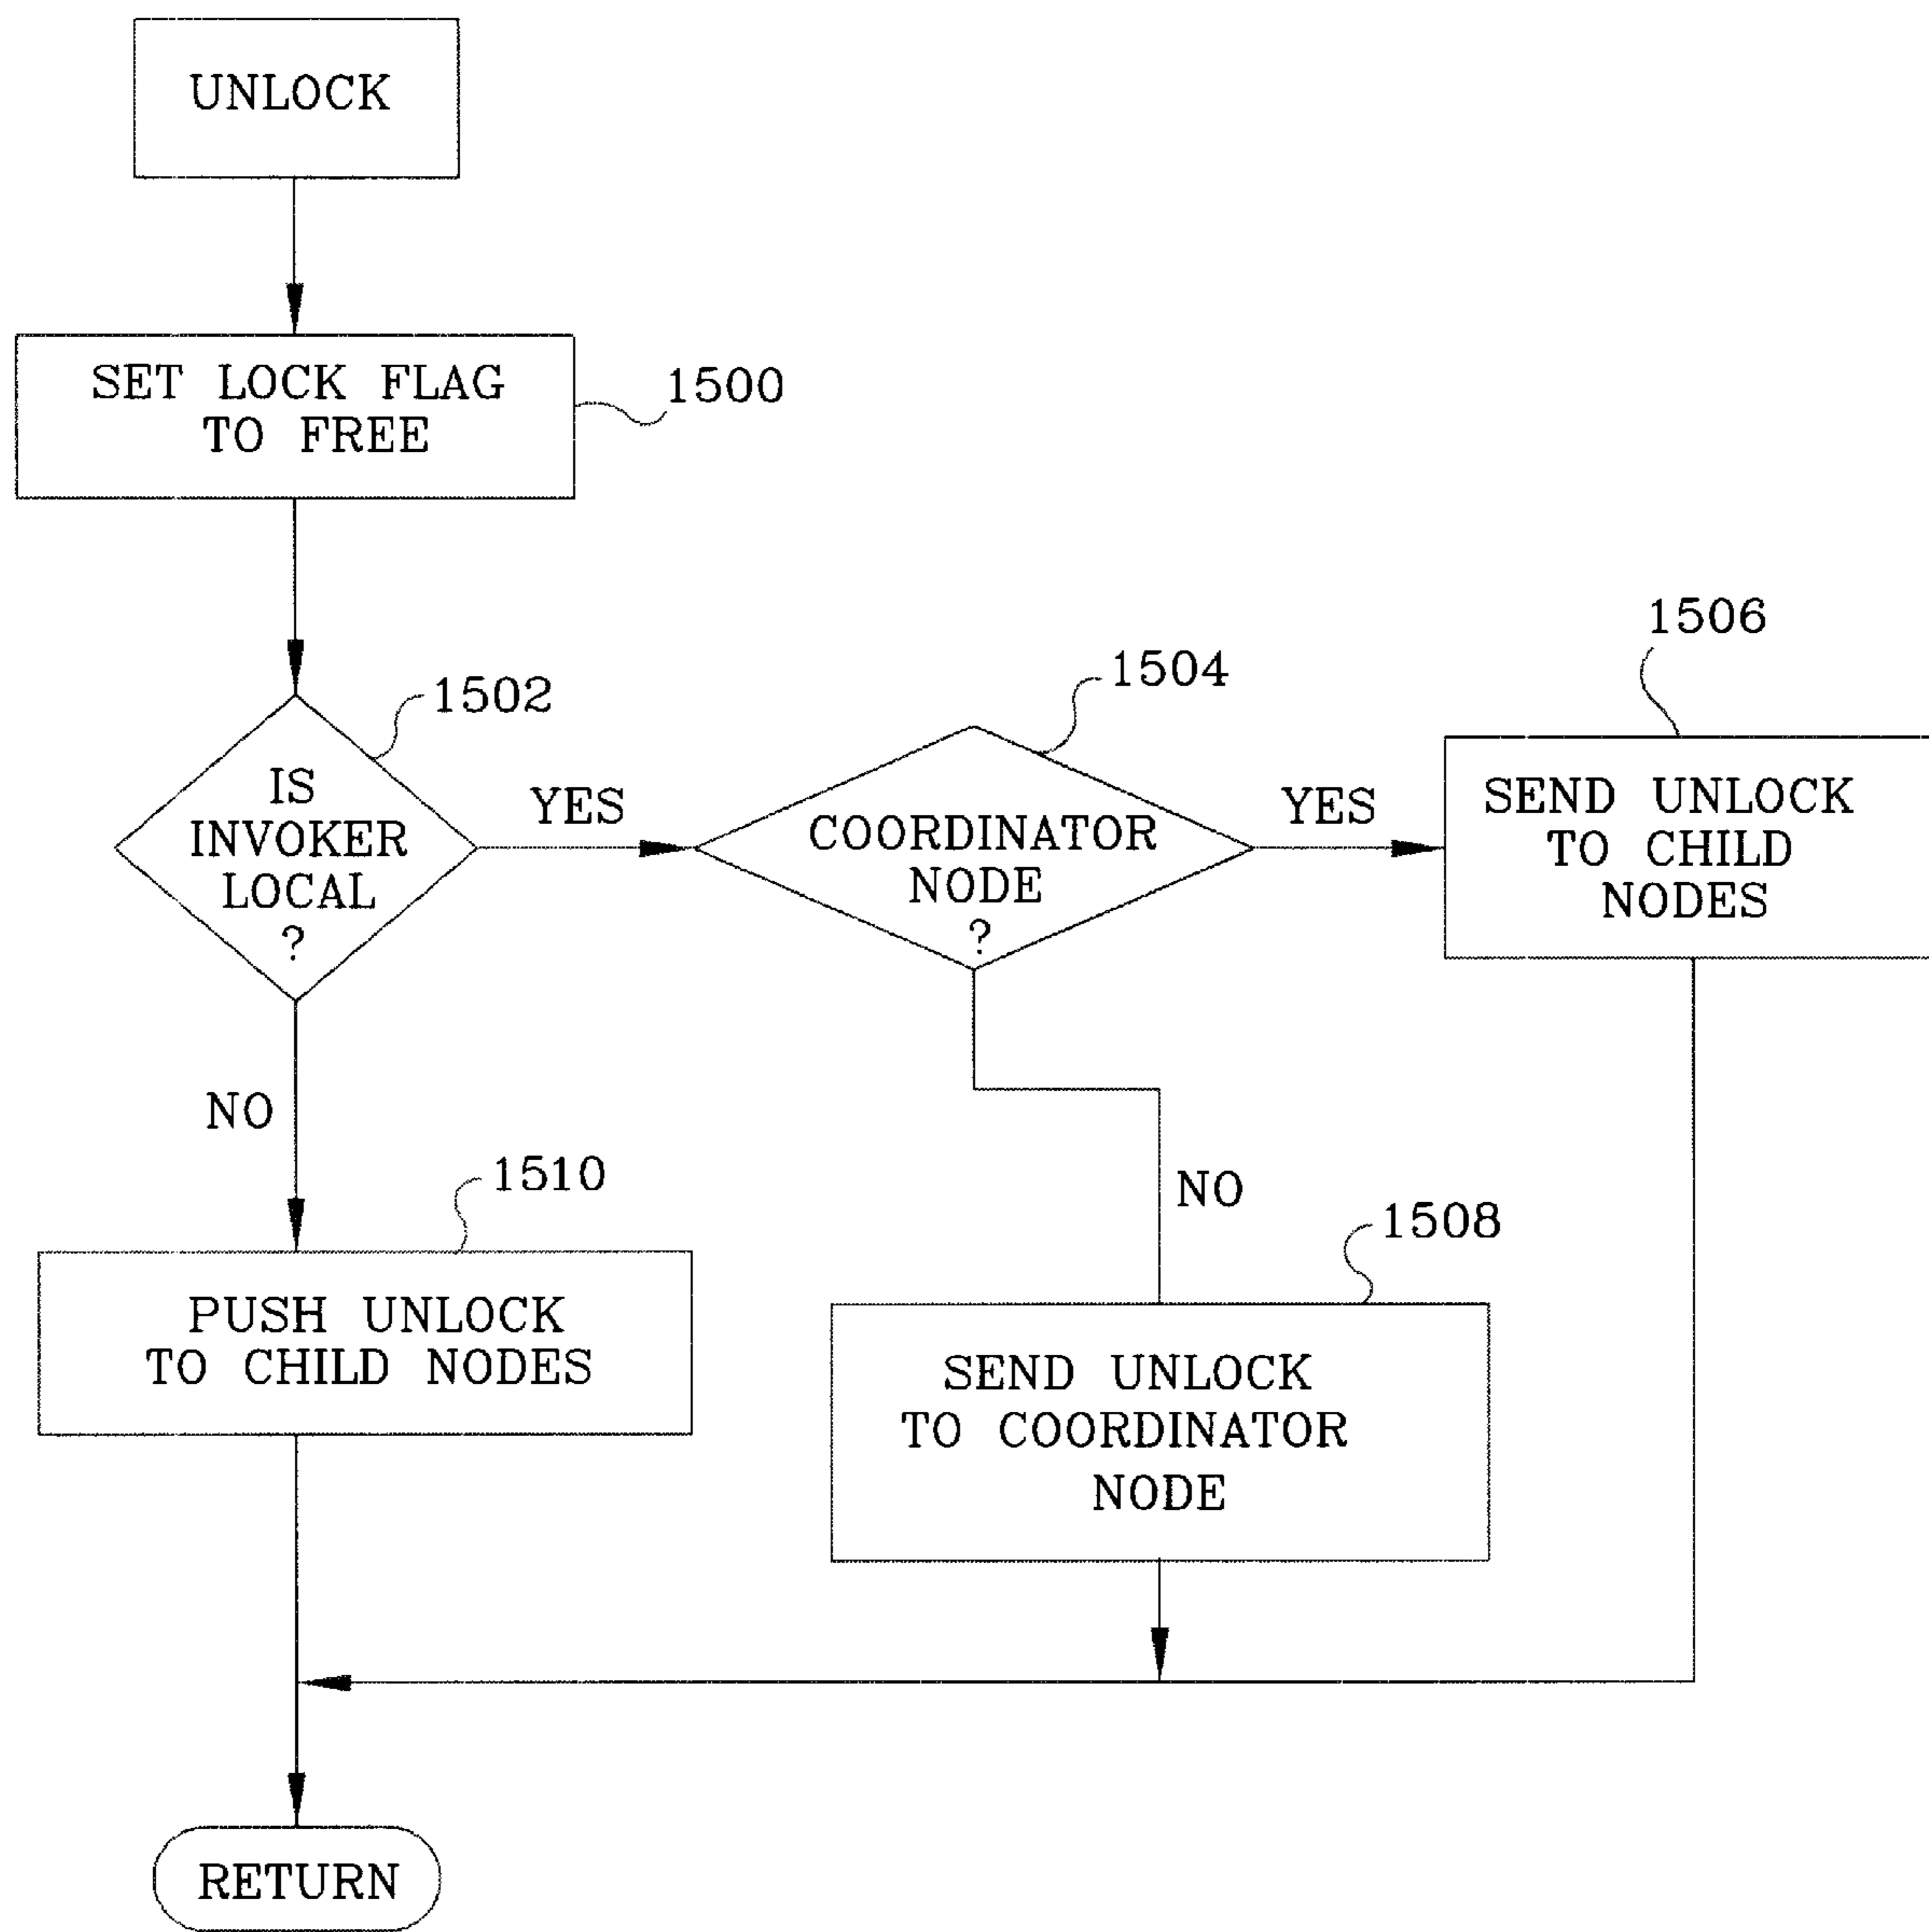 UNLOCK
SET LOCK FLAG
TO FREE
1500
1502
IS
INVOKER
LOCAL
?
YES
1504
COORDINATOR
NODE
?
YES
1506
SEND UNLOCK
TO CHILD
NODES
NO
1510
PUSH UNLOCK
TO CHILD NODES
NO
1508
SEND UNLOCK
TO COORDINATOR
NODE
RETURN